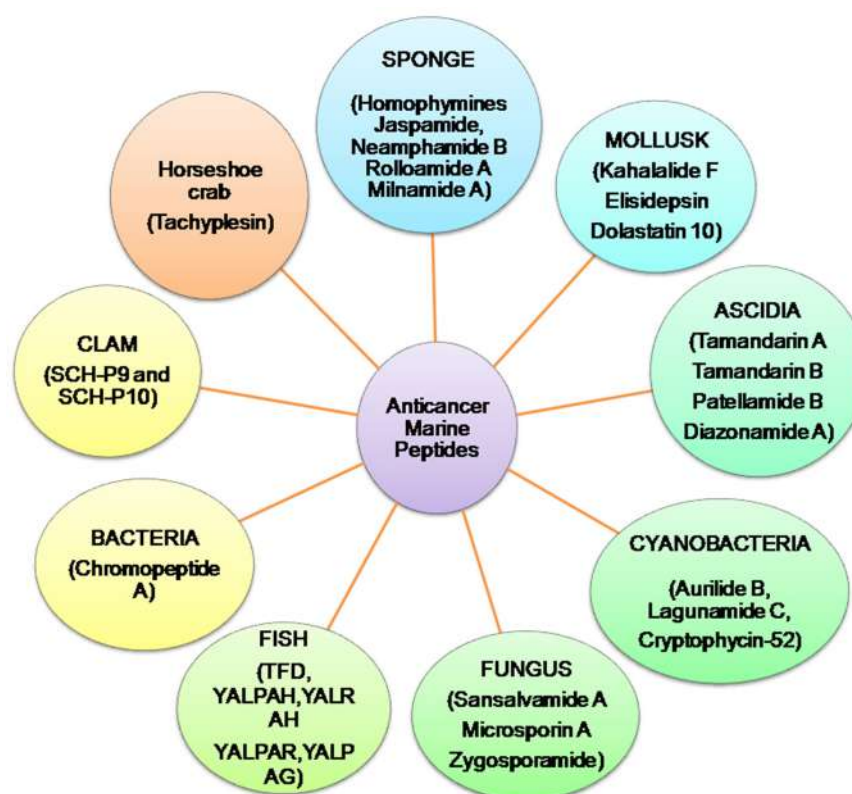 SPONGE
(Homophymines
Jaspamide,
Neamphamide B
Rolloamide A
Milnamide A)
MOLLUSK
(Kahalalide F
Elisidepsin
Dolastatin 10)
ASCIDIA
(Tamandarin A
Tamandarin B
Patellamide B
Diazonamide A)
CYANOBACTERIA
(Aurilide B,
Lagunamide C,
Cryptophycin-52)
FUNGUS
(Sansalvamide A
Microsporin A
Zygosporamide)
FISH
(TFD,
YALPAH,YALR
AH
YALPAR,YALP
AG)
BACTERIA
(Chromopeptide
A)
CLAM
(SCH-P9 and
SCH-P10)
Horseshoe
crab
(Tachyplesin)
Anticancer
Marine
Peptides